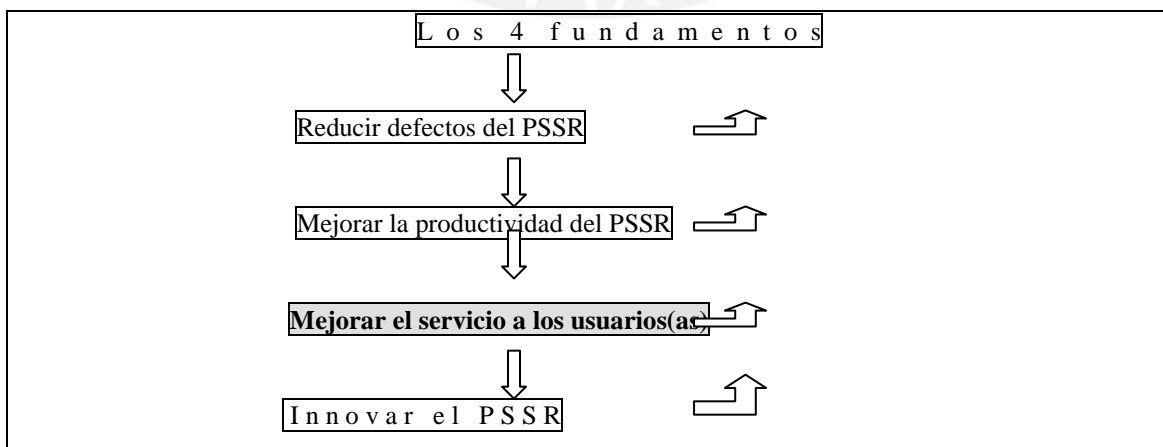 Los 4 fundamentos
Reducir defectos del PSSR
Mejorar la productividad del PSSR
Mejorar el servicio a los usuarios(as)
Innovar el PSSR